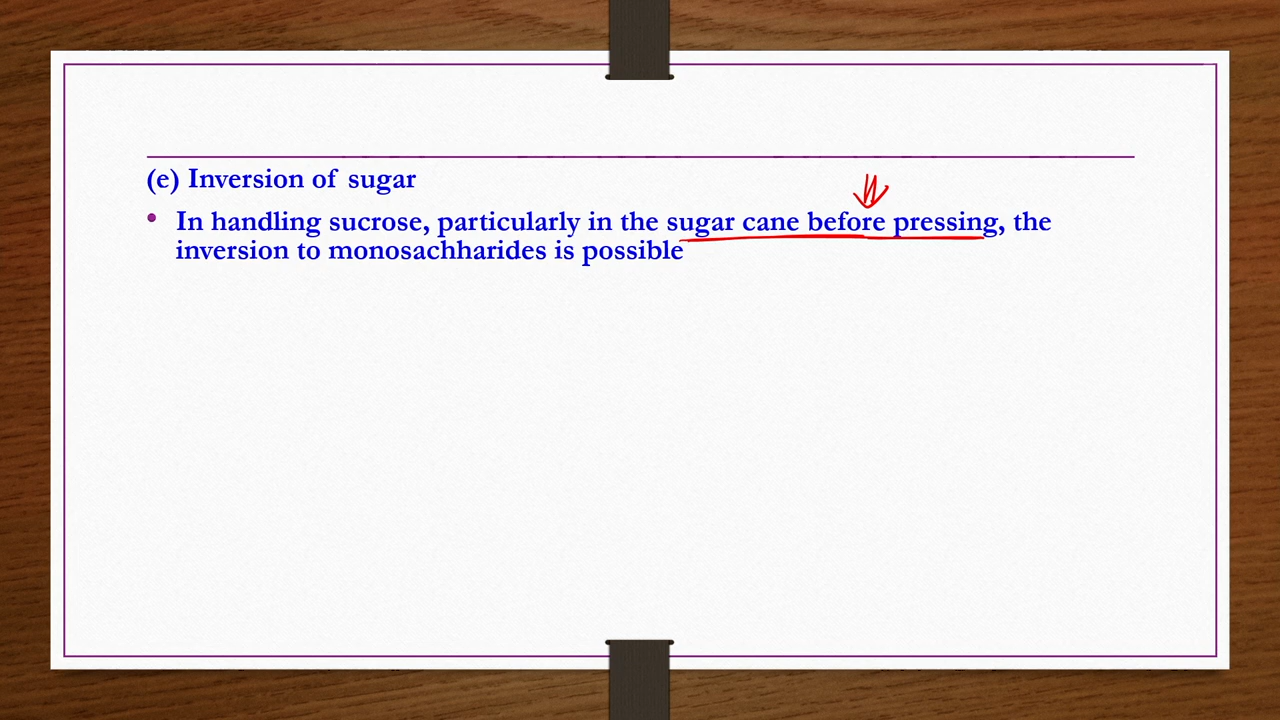 (e) Inversion of sugar
• In handling sucrose, particularly in the sugar cane before pressing, the
inversion to monosachharides is possible